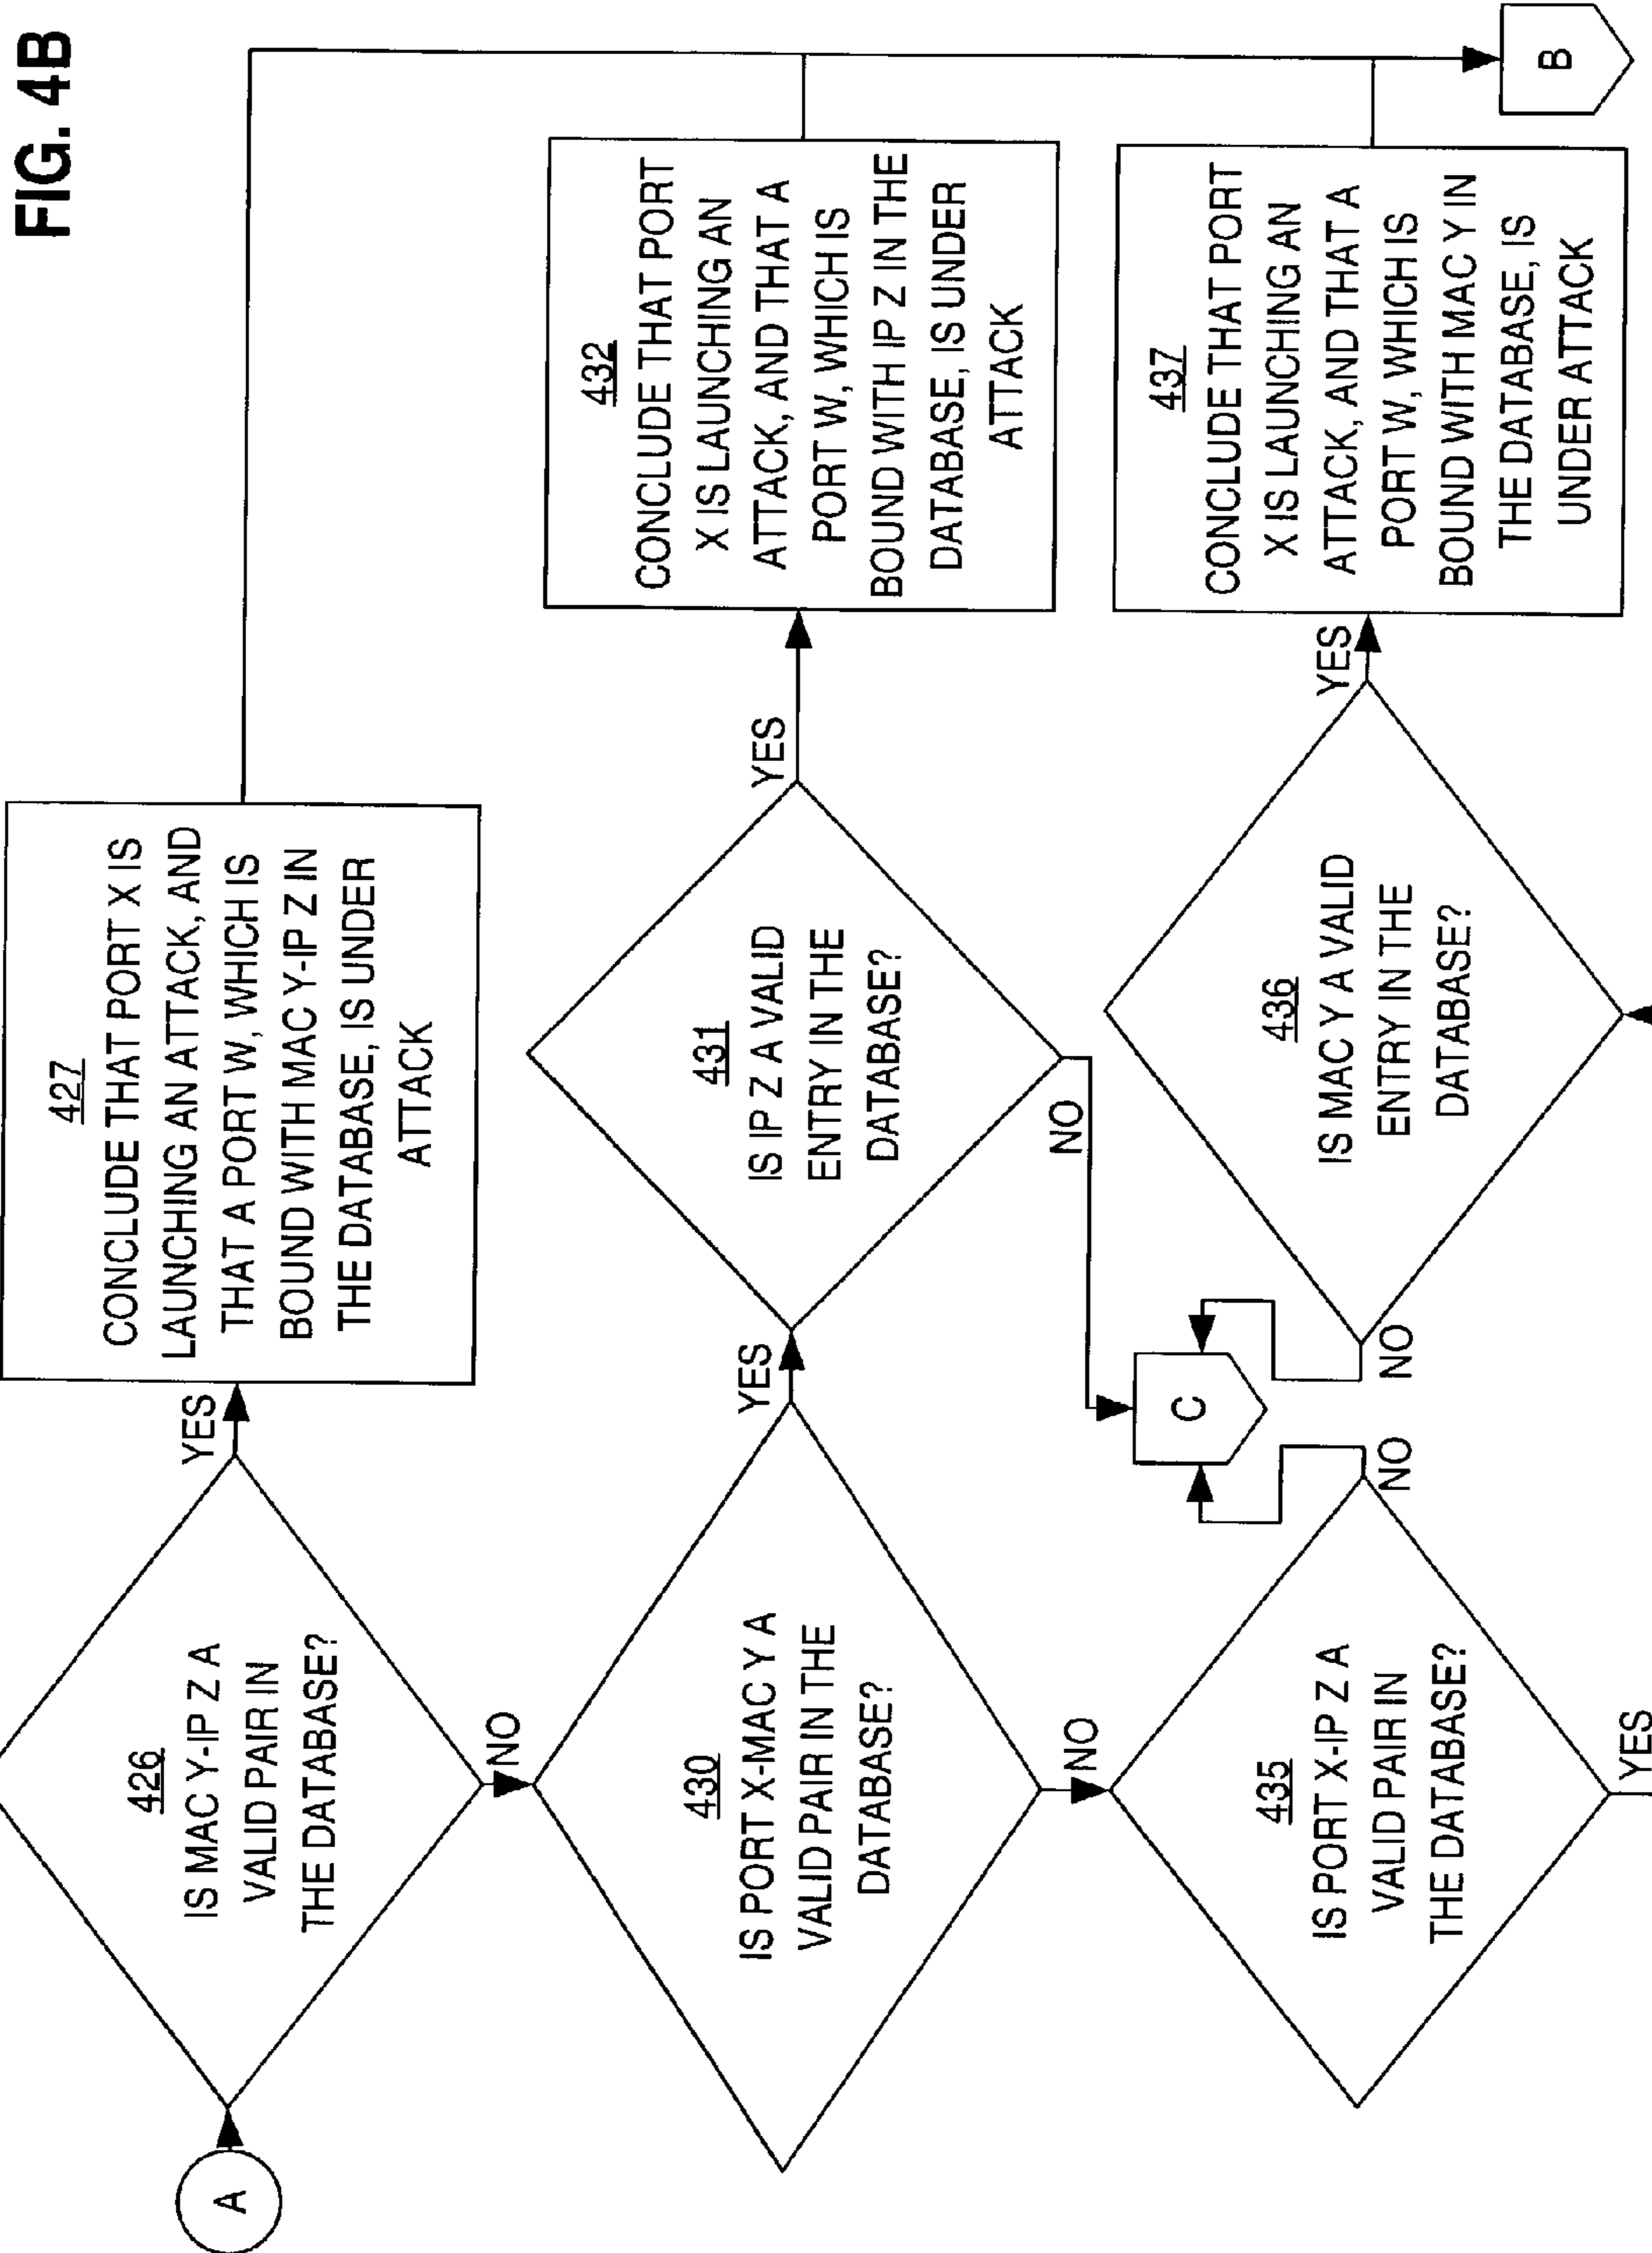 FIG. 4B
A
426
IS MAC Y-IP Z A
VALID PAIR IN
THE DATABASE?
YES
NO
427
CONCLUDE THAT PORT X IS
LAUNCHING AN ATTACK, AND
THAT A PORT W, WHICH IS
BOUND WITH MAC Y-IP Z IN
THE DATABASE, IS UNDER
ATTACK
430
IS PORT X-MAC Y A
VALID PAIR IN THE
DATABASE?
YES
NO
431
IS IP Z A VALID
ENTRY IN THE
DATABASE?
YES
NO
432
CONCLUDE THAT PORT
X IS LAUNCHING AN
ATTACK, AND THAT A
PORT W, WHICH IS
BOUND WITH IP Z IN THE
DATABASE, IS UNDER
ATTACK
C
435
IS PORT X-IP Z A
VALID PAIR IN
THE DATABASE?
NO
YES
436
IS MAC Y A VALID
ENTRY IN THE
DATABASE?
NO
YES
437
CONCLUDE THAT PORT
X IS LAUNCHING AN
ATTACK, AND THAT A
PORT W, WHICH IS
BOUND WITH MAC Y IN
THE DATABASE, IS
UNDER ATTACK
B